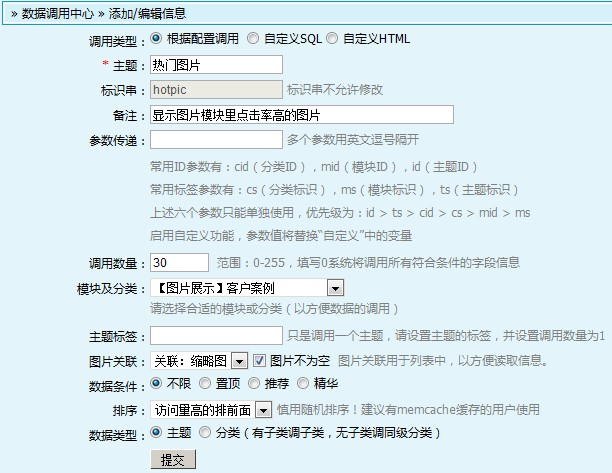 » 数据调用中心 » 添加/编辑信息
调用类型： 根据配置调用 自定义SQL 自定义HTML
* 主题： 热门图片
标识串： hotpic 标识串不允许修改
备注： 显示图片模块里点击率高的图片
参数传递： 多个参数用英文逗号隔开
常用ID参数有：cid（分类ID），mid（模块ID），id（主题ID）
常用标签参数有：cs（分类标识），ms（模块标识），ts（主题标识）
上述六个参数只能单独使用，优先级为：id > ts > cid > cs > mid > ms
启用自定义功能，参数值将替换“自定义”中的变量
调用数量： 30 范围：0-255，填写0系统将调用所有符合条件的字段信息
模块及分类： 【图片展示】客户案例
请选择合适的模块或分类（以方便数据的调用）
主题标签： 只是调用一个主题，请设置主题的标签，并设置调用数量为1
图片关联： 关联：缩略图 图片不为空 图片关联用于列表中，以方便读取信息。
数据条件： 不限 置顶 推荐 精华
排序： 访问量高的排前面 慎用随机排序！建议有memcache缓存的用户使用
数据类型： 主题 分类（有子类调子类，无子类调同级分类）
提交